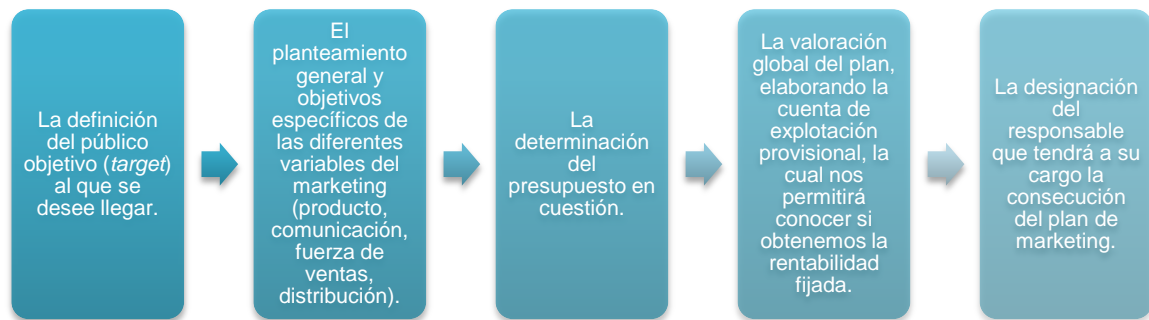 La definición
del público
objetivo (target)
al que se
desee llegar.
El
planteamiento
general y
objetivos
específicos de
las diferentes
variables del
marketing
(producto,
comunicación,
fuerza de
ventas,
distribución).
La
determinación
del
presupuesto en
cuestión.
La valoración
global del plan,
elaborando la
cuenta de
explotación
provisional, la
cual nos
permitirá
conocer si
obtenemos la
rentabilidad
fijada.
La designación
del
responsable
que tendrá a su
cargo la
consecución
del plan de
marketing.